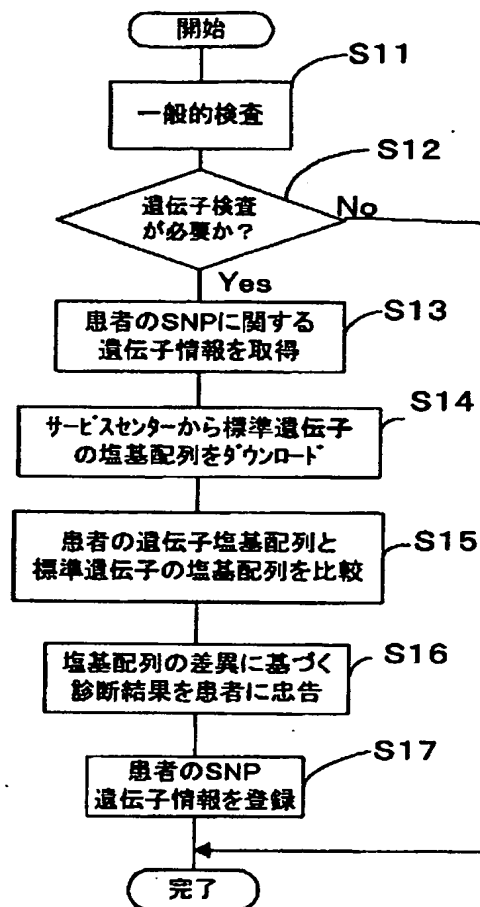 開始
S11
一般的検査
S12
遺伝子検査
が必要か？
No
Yes
S13
患者のSNPに関する
遺伝子情報を取得
S14
サービスセンターから標準遺伝子
の塩基配列をダウンロード
S15
患者の遺伝子塩基配列と
標準遺伝子の塩基配列を比較
S16
塩基配列の差異に基づく
診断結果を患者に忠告
S17
患者のSNP
遺伝子情報を登録
完了